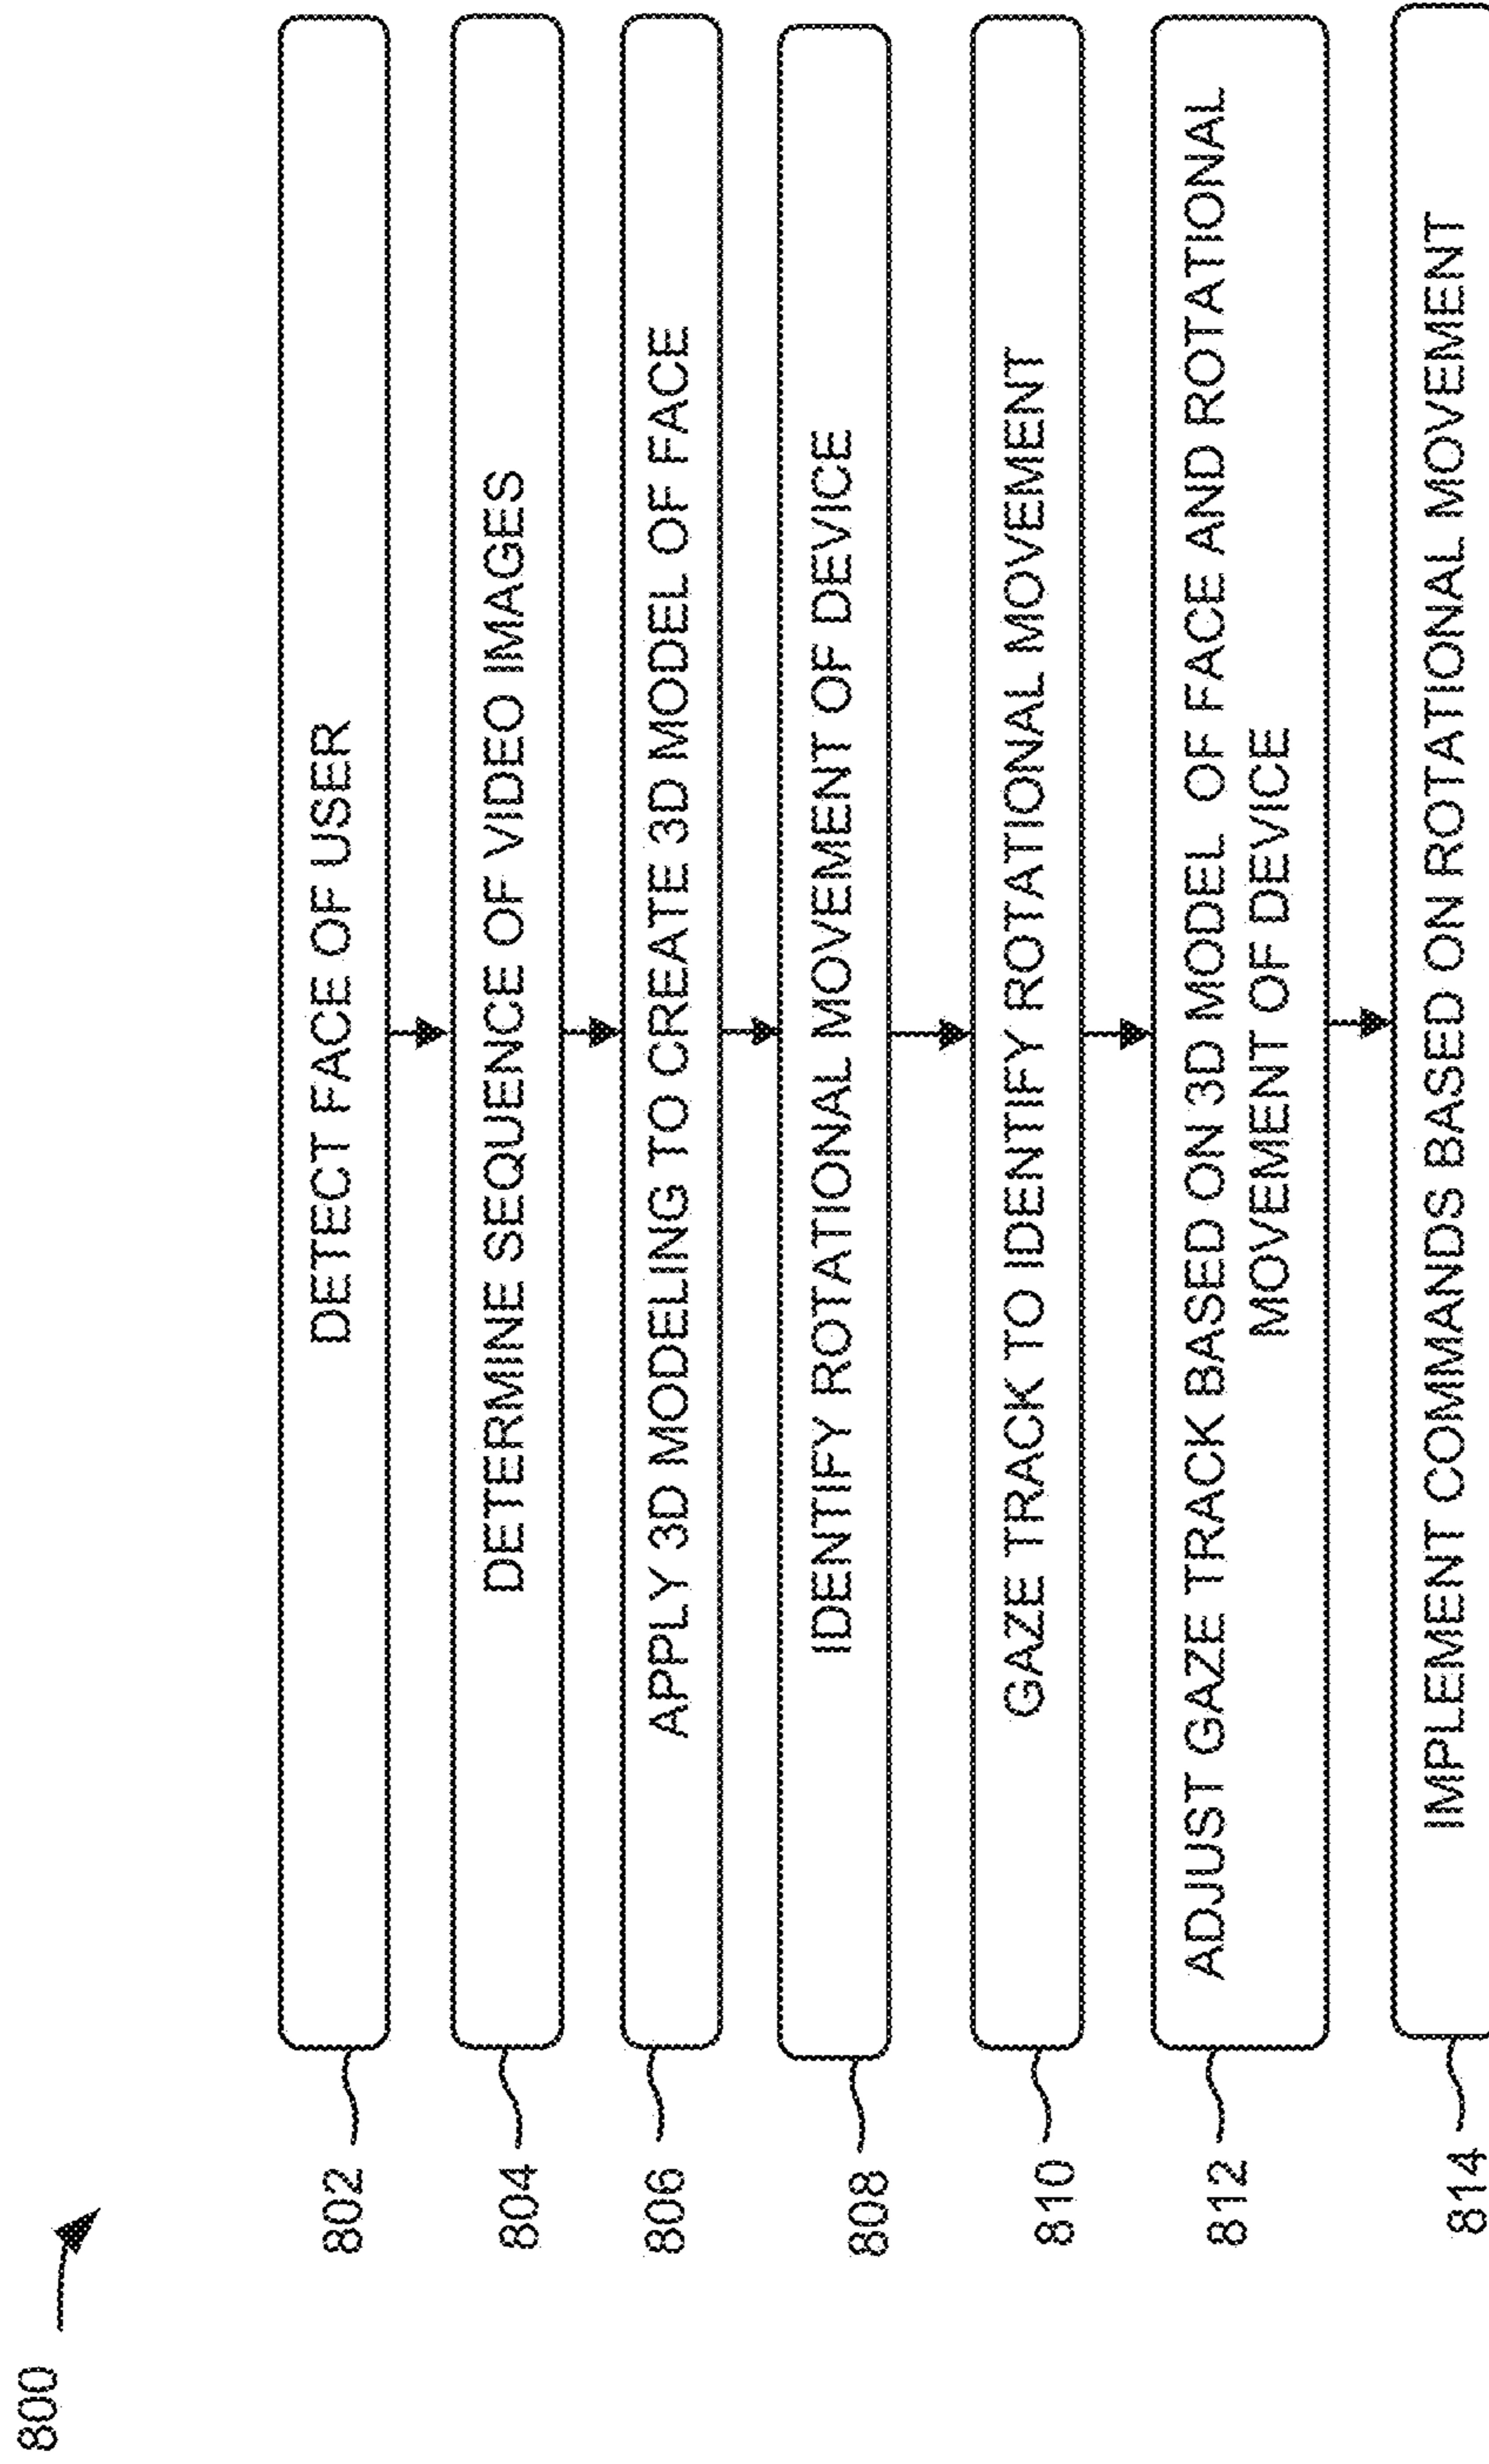 800
802
DETECT FACE OF USER
804
DETERMINE SEQUENCE OF VIDEO IMAGES
806
APPLY 3D MODELING TO CREATE 3D MODEL OF FACE
808
IDENTIFY ROTATIONAL MOVEMENT OF DEVICE
810
GAZE TRACK TO IDENTIFY ROTATIONAL MOVEMENT
812
ADJUST GAZE TRACK BASED ON 3D MODEL OF FACE AND ROTATIONAL
MOVEMENT OF DEVICE
814
IMPLEMENT COMMANDS BASED ON ROTATIONAL MOVEMENT